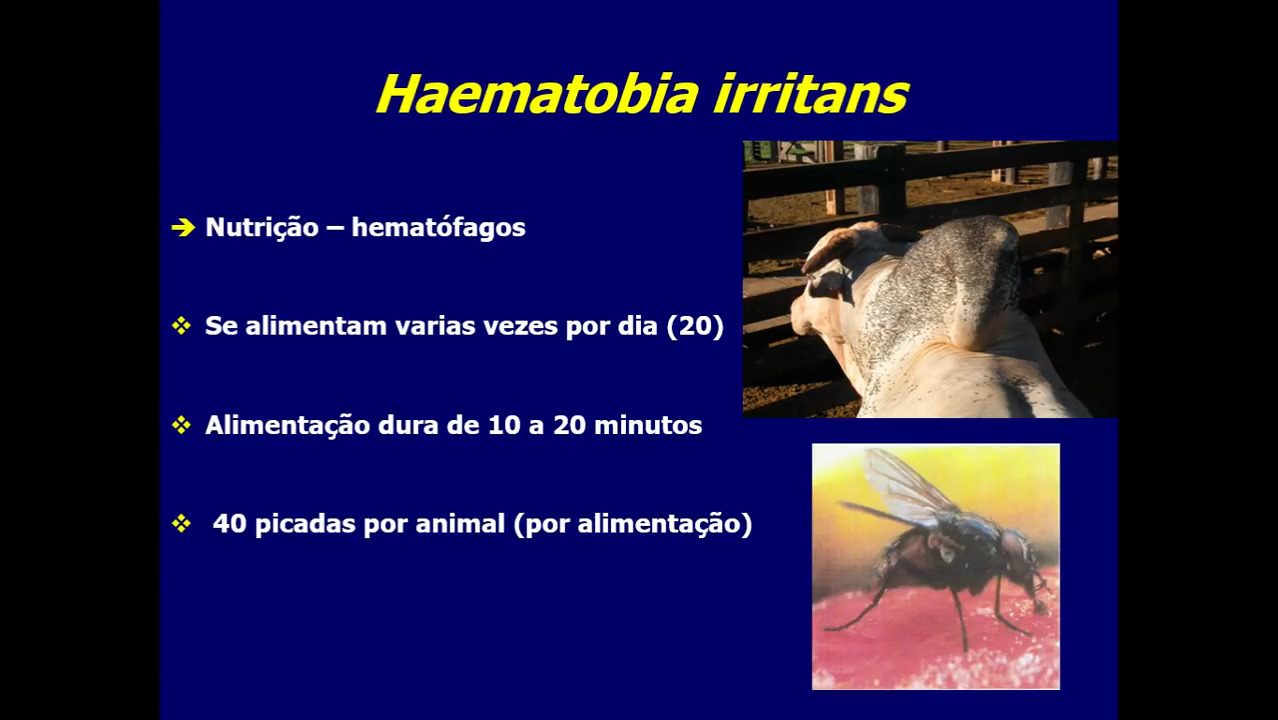 Haematobia irritans
Nutrição – hematófagos
Se alimentam varias vezes por dia (20)
Alimentação dura de 10 a 20 minutos
40 picadas por animal (por alimentação)